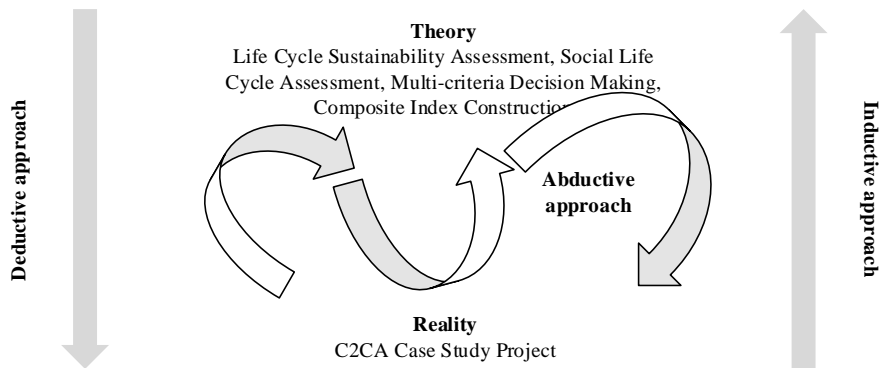 Theory
Life Cycle Sustainability Assessment, Social Life
Cycle Assessment, Multi-criteria Decision Making,
Composite Index Construction
Deductive approach
Abductive
approach
Inductive approach
Reality
C2CA Case Study Project